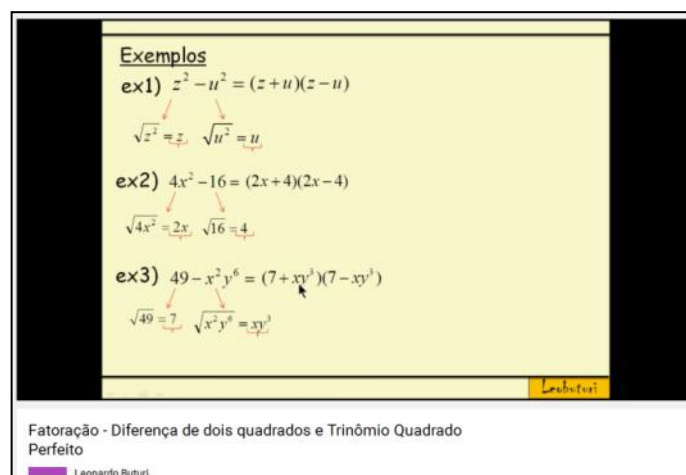 Exemplos
ex1) z² − u² = (z + u)(z − u)
√z² = z √u² = u
ex2) 4x² − 16 = (2x + 4)(2x − 4)
√4x² = 2x √16 = 4
ex3) 49 − x²y⁶ = (7 + xy³)(7 − xy³)
√49 = 7 √x²y⁶ = xy³
Leobuturi
Fatoração - Diferença de dois quadrados e Trinômio Quadrado
Perfeito
Leonardo Buturi